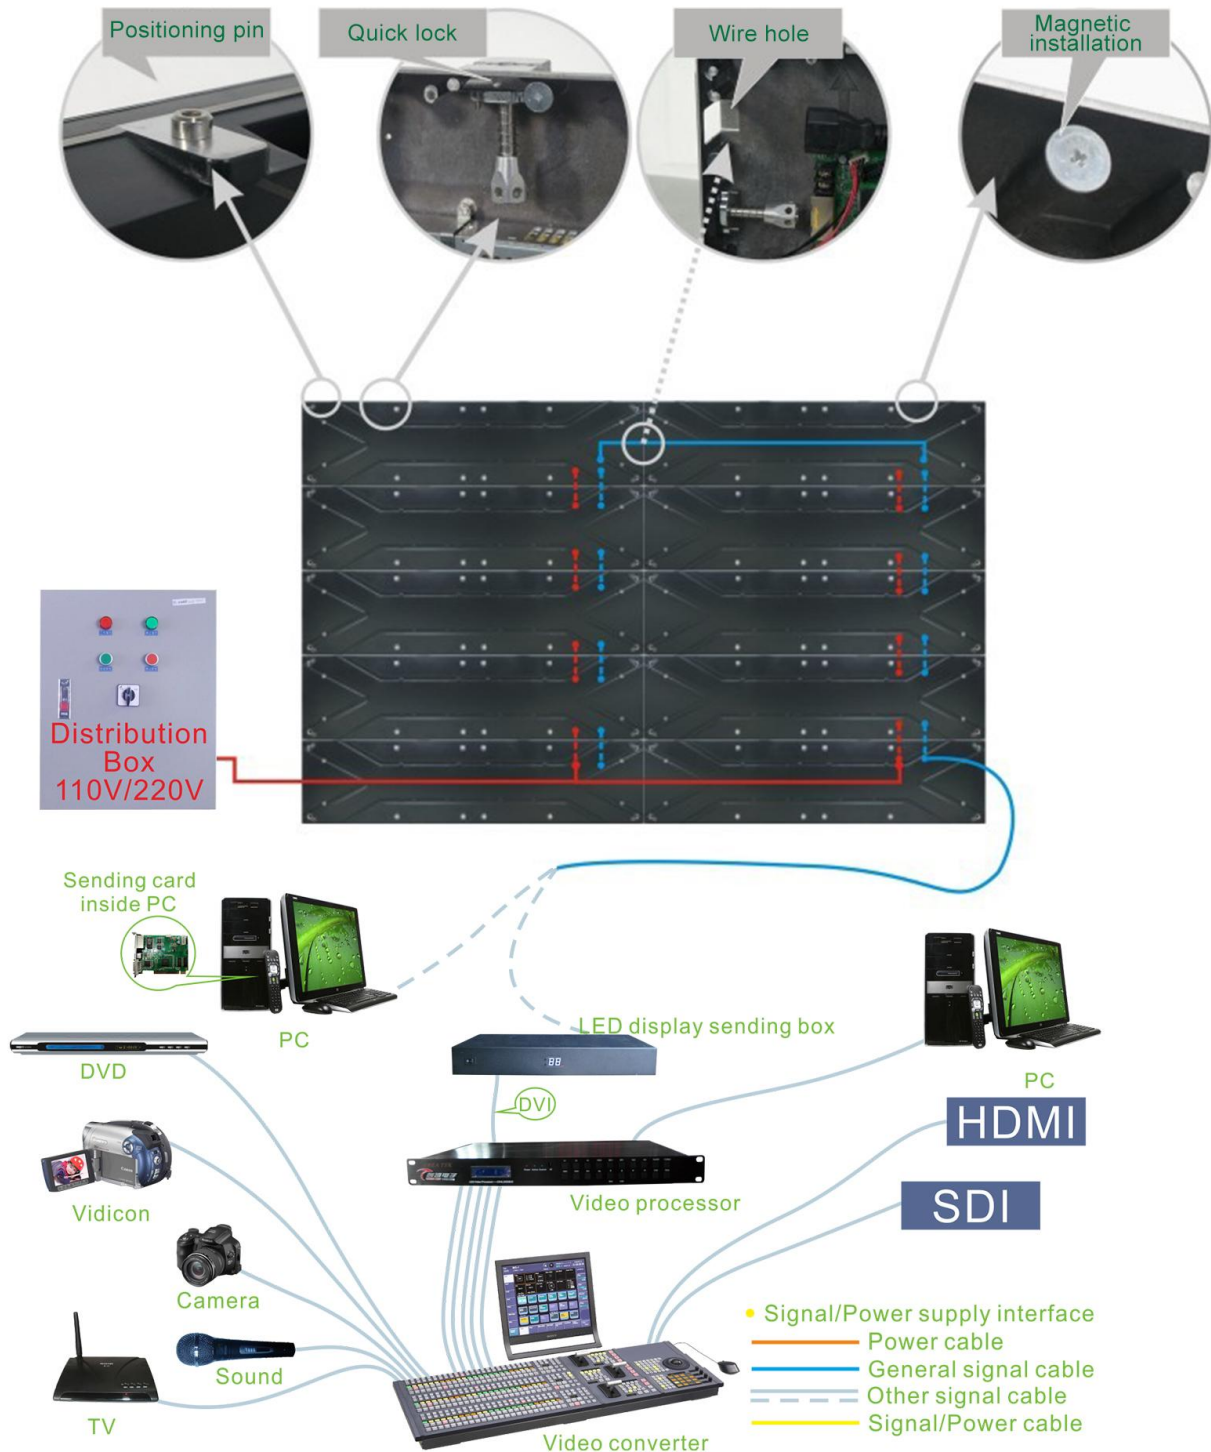 Positioning pin
Quick lock
Wire hole
Magnetic
installation
Distribution
Box
110V/220V
Sending card
inside PC
PC
LED display sending box
DVD
DVI
PC
HDMI
Vidicon
Video processor
SDI
Camera
Sound
TV
Video converter
Signal/Power supply interface
Power cable
General signal cable
Other signal cable
Signal/Power cable